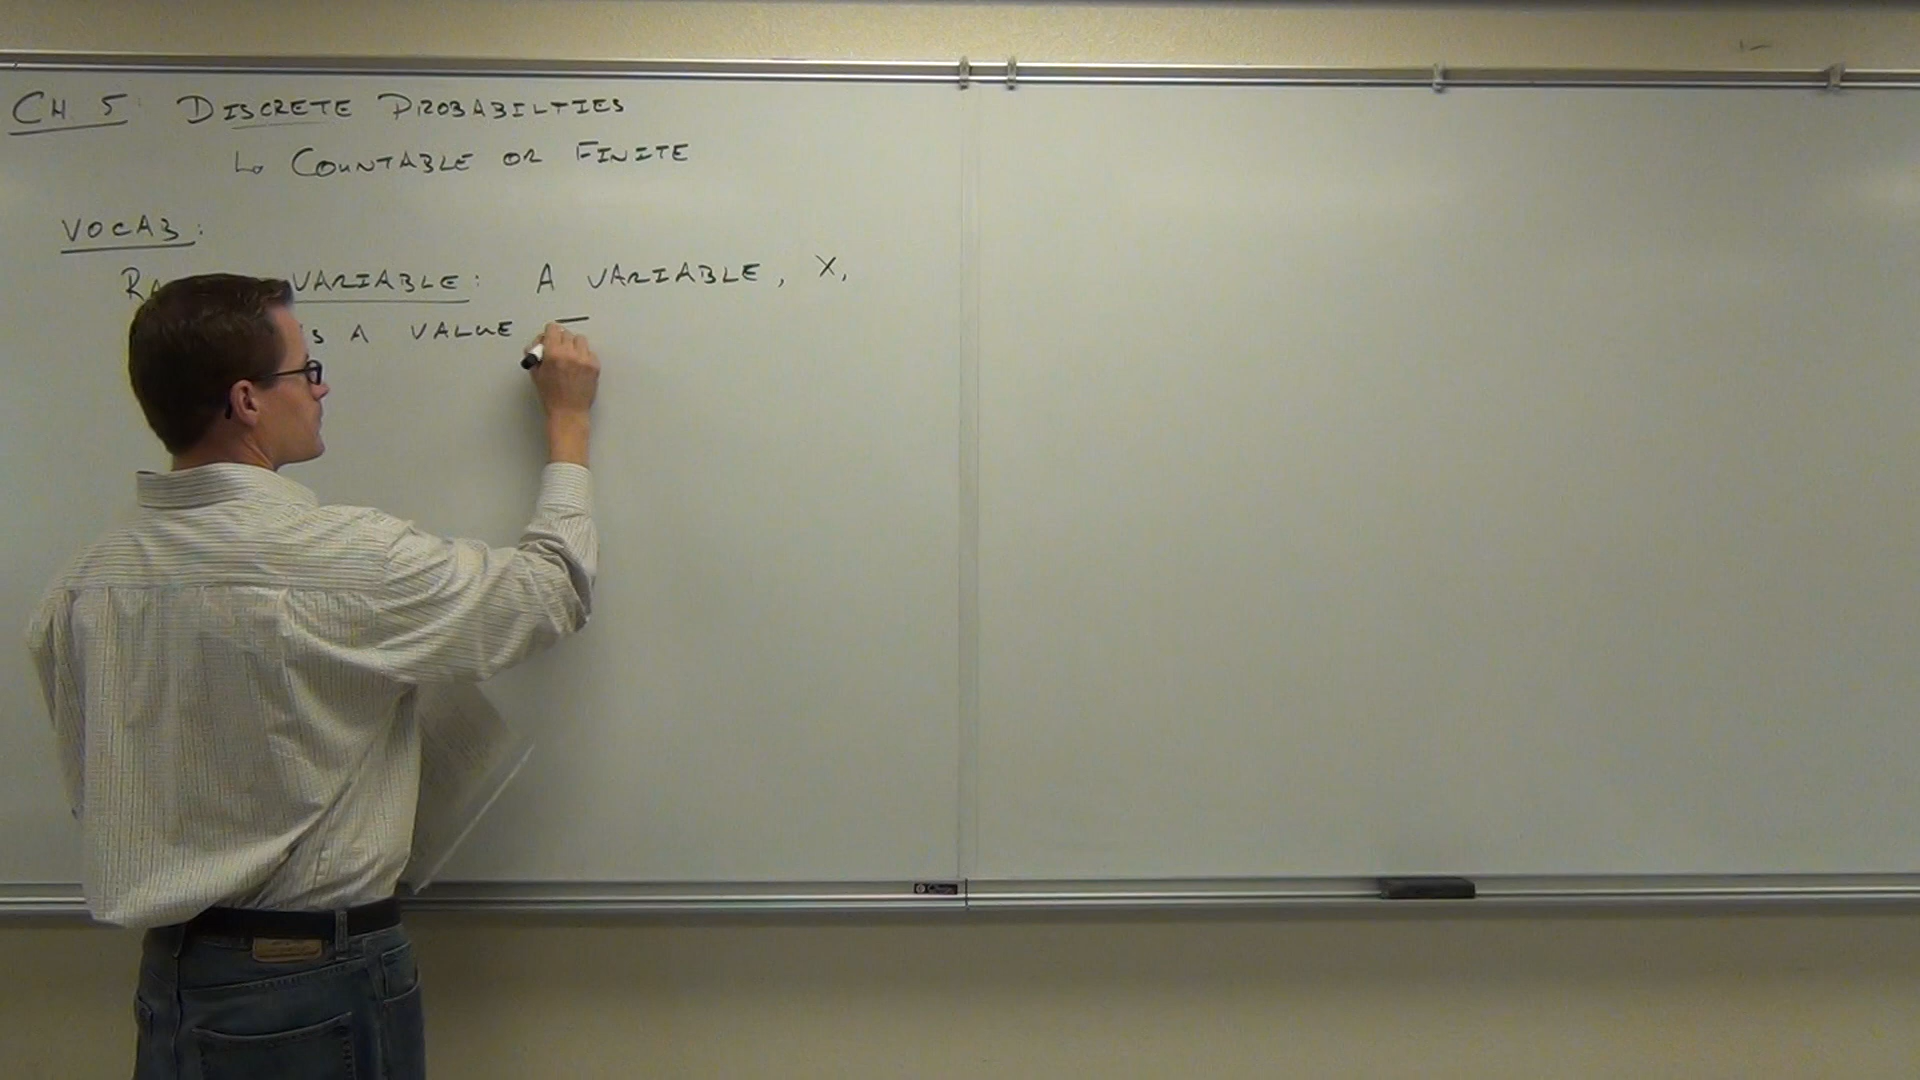 CH 5: DISCRETE PROBABILTIES
↳ COUNTABLE OR FINITE
VOCAB:
VARIABLE: A VARIABLE, X,
A VALUE